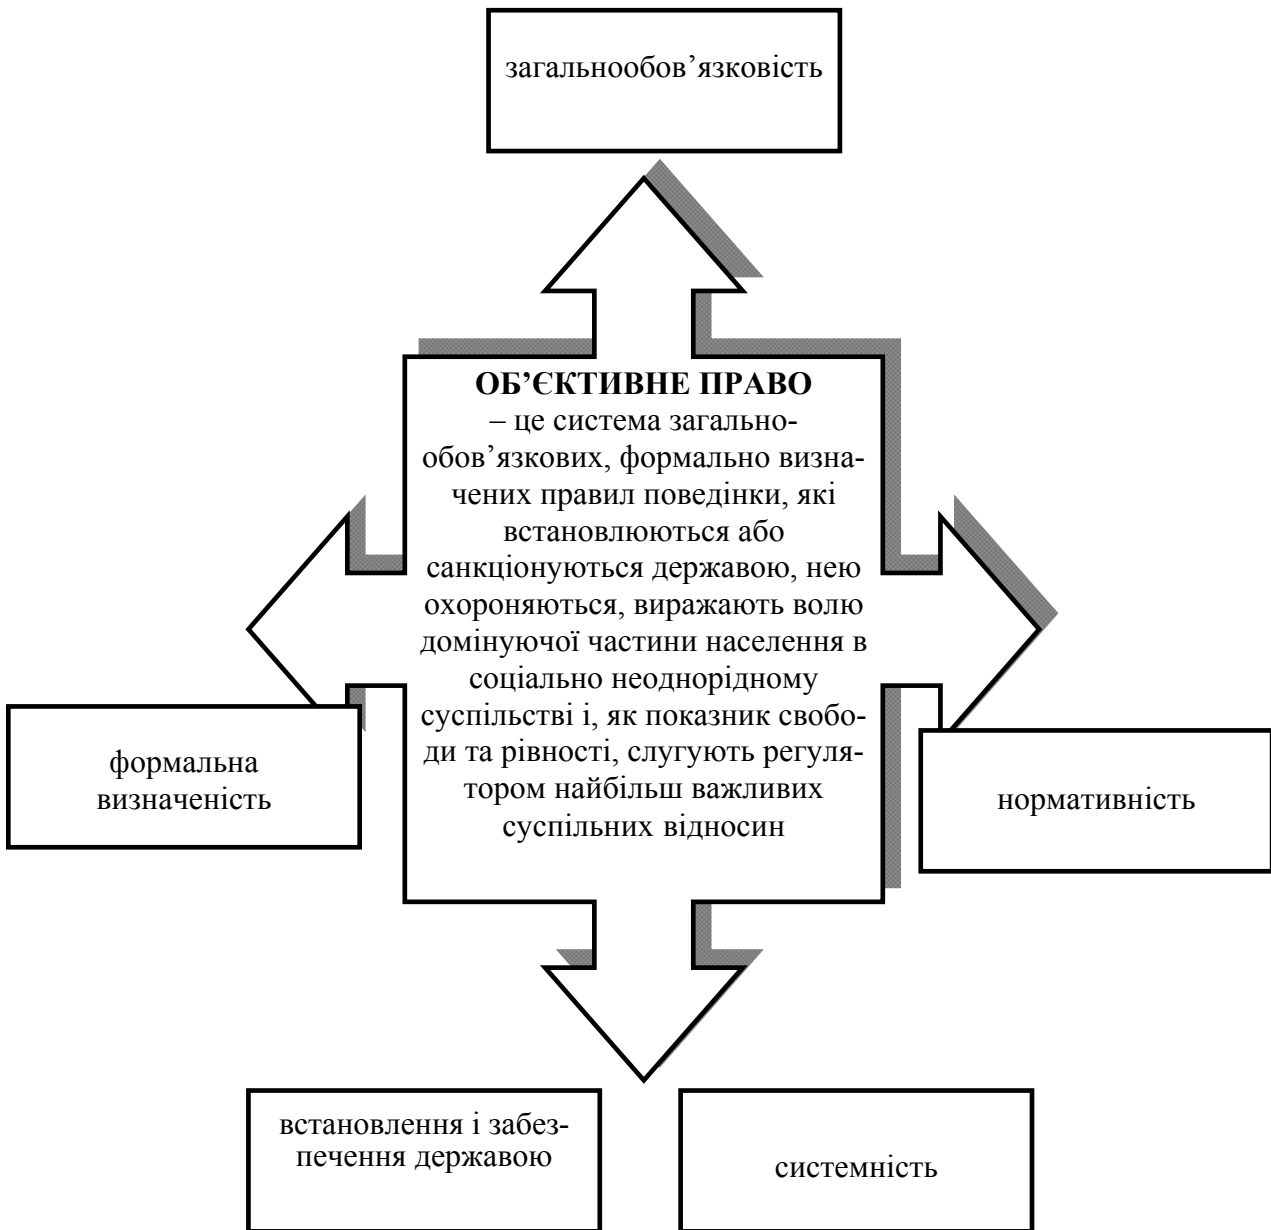 загальнообов’язковість
ОБ’ЄКТИВНЕ ПРАВО
– це система загально-
обов’язкових, формально визна-
чених правил поведінки, які
встановлюються або
санкціонуються державою, нею
охороняються, виражають волю
домінуючої частини населення в
соціально неоднорідному
суспільстві і, як показник свобо-
ди та рівності, слугують регуля-
тором найбільш важливих
суспільних відносин
формальна
визначеність
нормативність
встановлення і забез-
печення державою
системність